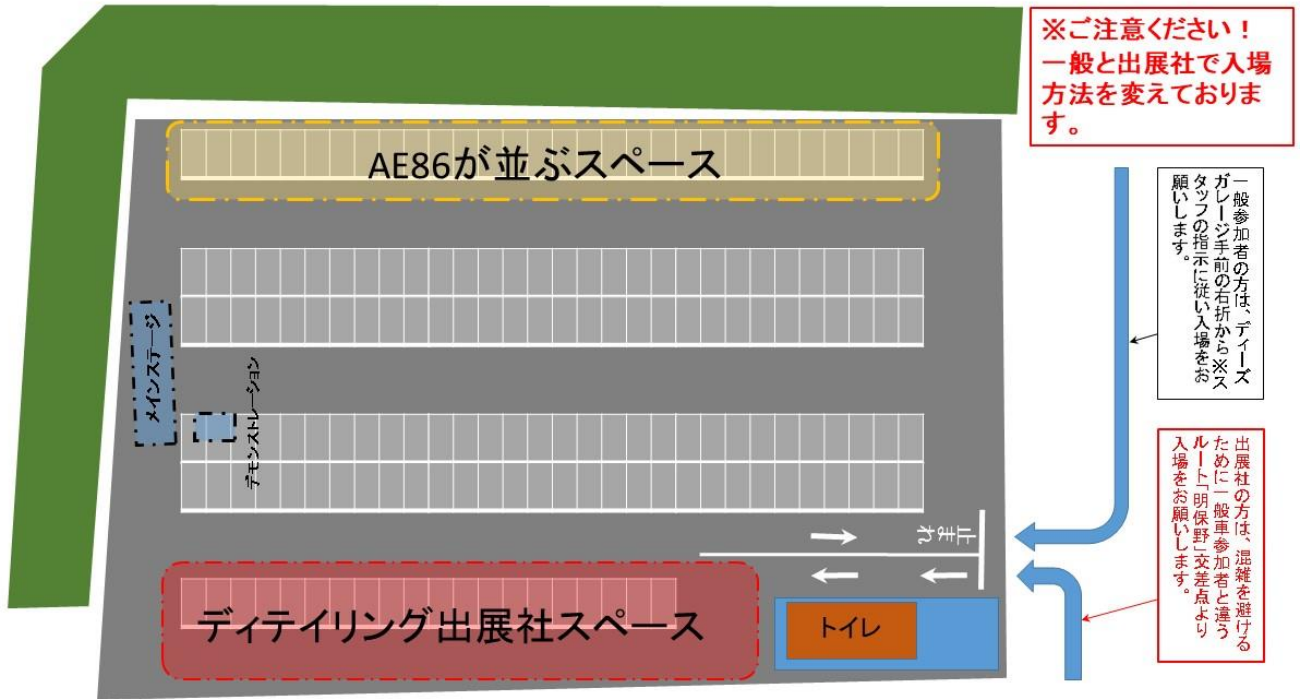 ※ご注意ください！
一般と出展社で入場
方法を変えておりま
す。
AE86が並ぶスペース
一般参加者の方は、ディーズ
ガレージ手前の右折から※ス
タッフの指示に従い入場をお
願いします。
メインステージ
デモンストレーション
止まれ
出展社の方は、混雑を避ける
ために一般車参加者と違う
ルート「明保野」交差点より
入場をお願いします。
ディテイリング出展社スペース
トイレ